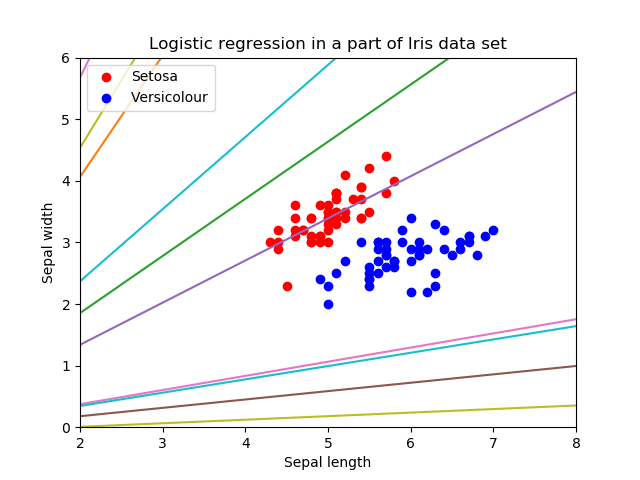 Logistic regression in a part of Iris data set
Setosa
Versicolour
Sepal width
6
5
4
3
2
1
0
2 3 4 5 6 7 8
Sepal length